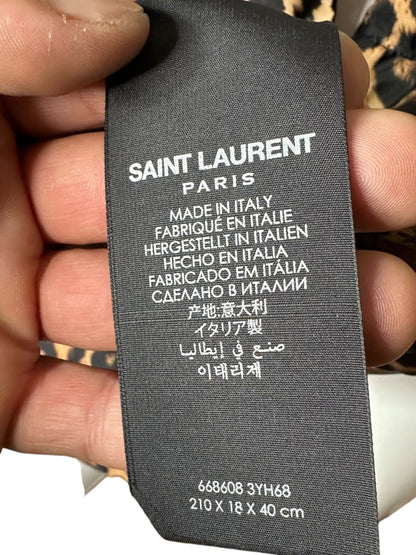 SAINT LAURENT
PARIS
MADE IN ITALY
FABRIQUÉ EN ITALIE
HERGESTELLT IN ITALIEN
HECHO EN ITALIA
FABRICADO EM ITÁLIA
СДЕЛАНО В ИТАЛИИ
产地:意大利
イタリア製
صنع في إيطاليا
이태리제
668608 3YH68
210 X 18 X 40 cm